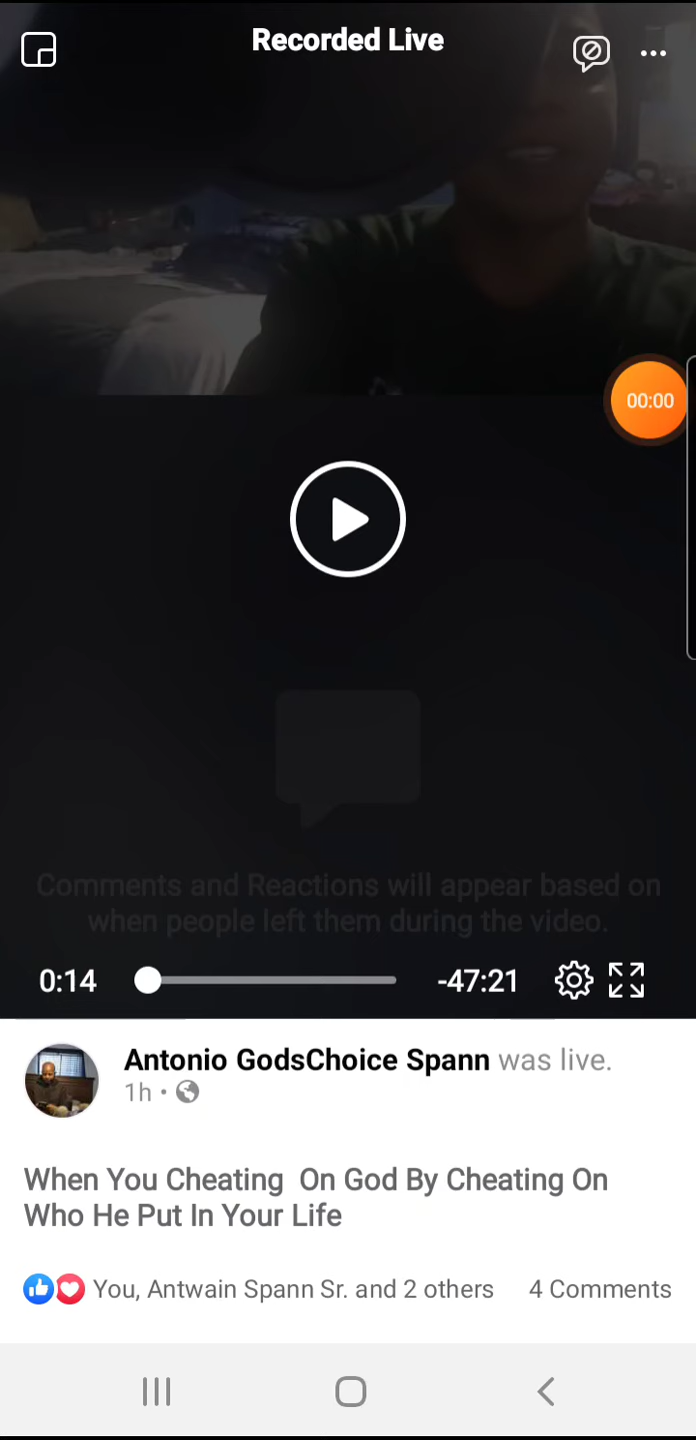 Recorded Live
00:00
Comments and Reactions will appear based on
when people left them during the video.
0:14 -47:21
Antonio GodsChoice Spann was live.
1h •
When You Cheating  On God By Cheating On
Who He Put In Your Life
You, Antwain Spann Sr. and 2 others 4 Comments